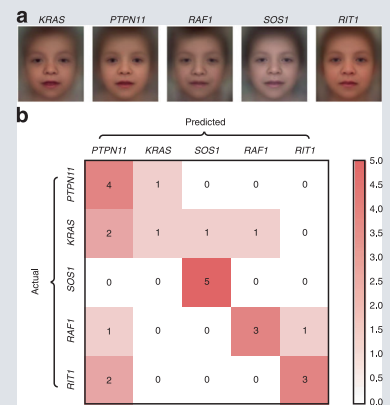 a
KRAS PTPN11 RAF1 SOS1 RIT1
b
Predicted
PTPN11 KRAS SOS1 RAF1 RIT1
Actual
PTPN11 4 1 0 0 0
KRAS 2 1 1 1 0
SOS1 0 0 5 0 0
RAF1 1 0 0 3 1
RIT1 2 0 0 0 3
5.0
4.5
4.0
3.5
3.0
2.5
2.0
1.5
1.0
0.5
0.0